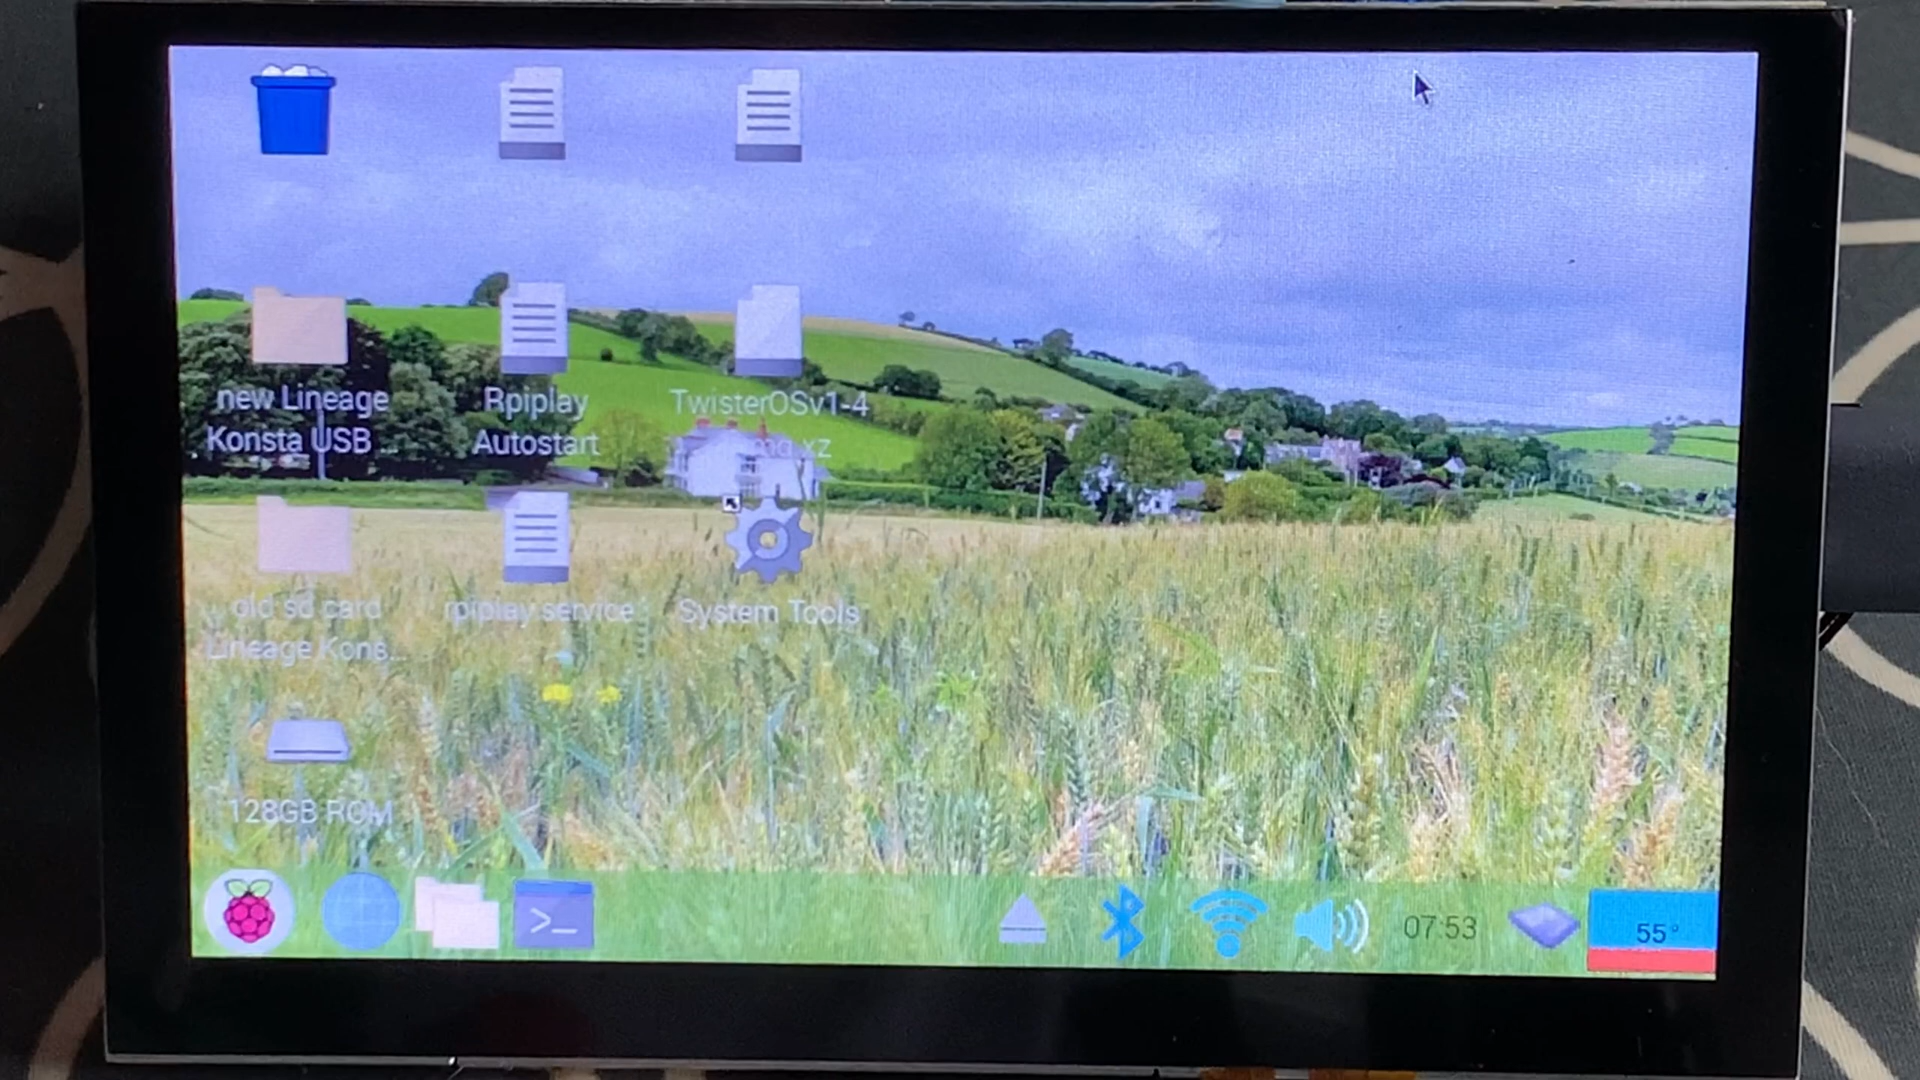 new Lineage
Konsta USB
Rpiplay
Autostart
TwisterOSv1-4
old sd card
Lineage Kons...
rpiplay.service
System Tools
128GB ROM
>_
07:53
55°